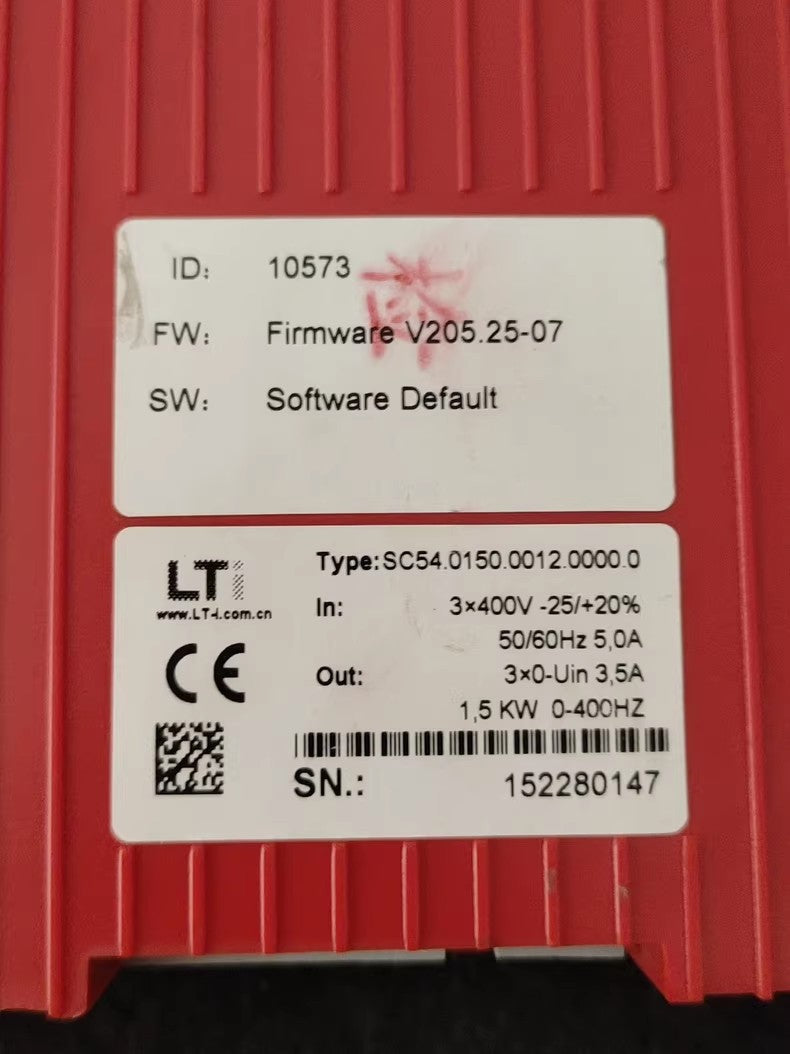 ID: 10573
FW: Firmware V205.25-07
SW: Software Default
LTi
www.LT-i.com.cn
CE
Type:SC54.0150.0012.0000.0
In: 3×400V -25/+20%
50/60Hz 5,0A
Out: 3×0-Uin 3,5A
1,5 KW 0-400HZ
SN.: 152280147